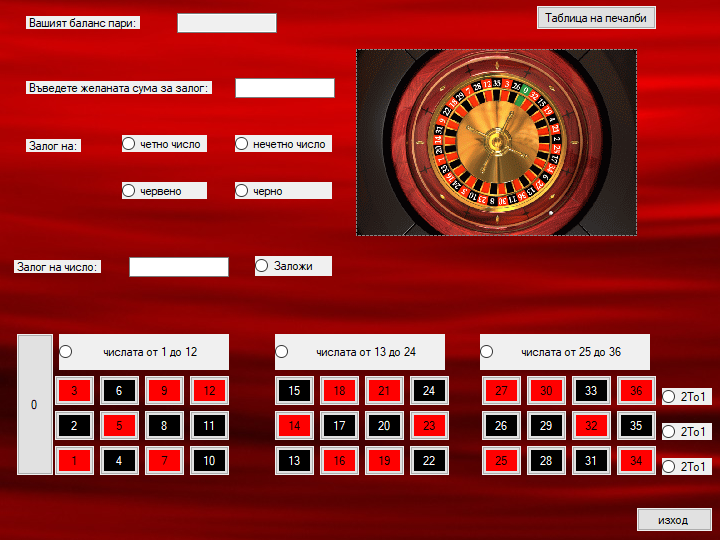 Вашият баланс пари:
Таблица на печалби
Въведете желаната сума за залог:
Залог на:
четно число
нечетно число
червено
черно
Залог на число:
Заложи
числата от 1 до 12
числата от 13 до 24
числата от 25 до 36
0
3 6 9 12 15 18 21 24 27 30 33 36 2To1
2 5 8 11 14 17 20 23 26 29 32 35 2To1
1 4 7 10 13 16 19 22 25 28 31 34 2To1
изход